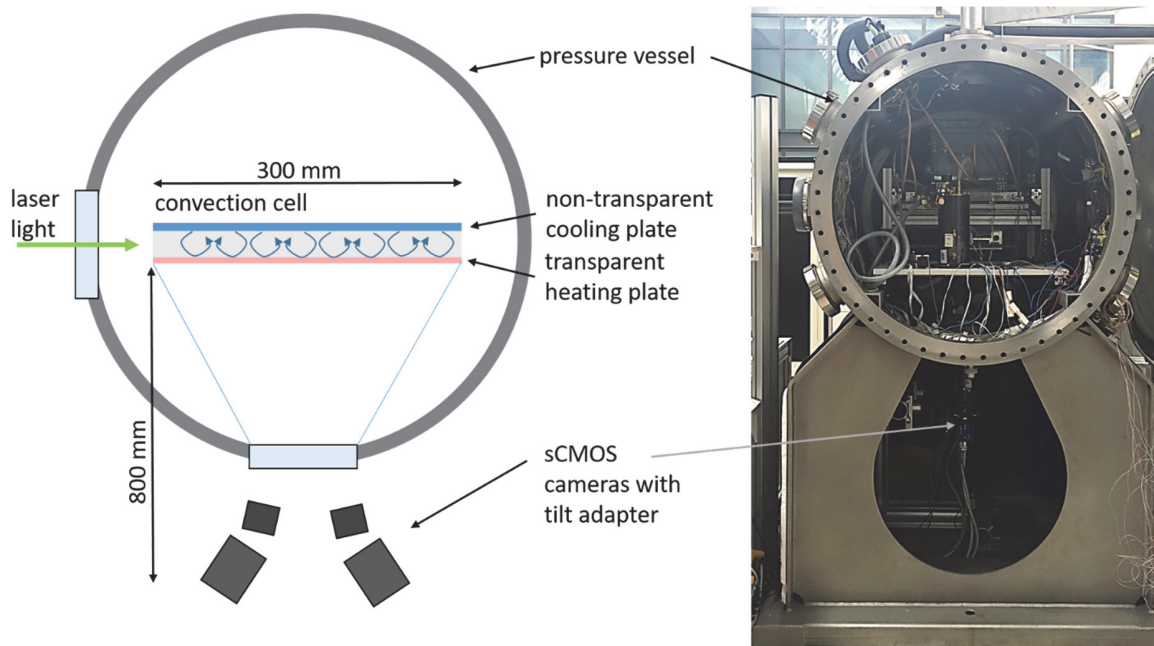 pressure vessel
300 mm
laser
light
convection cell
non-transparent
cooling plate
transparent
heating plate
800 mm
sCMOS
cameras with
tilt adapter